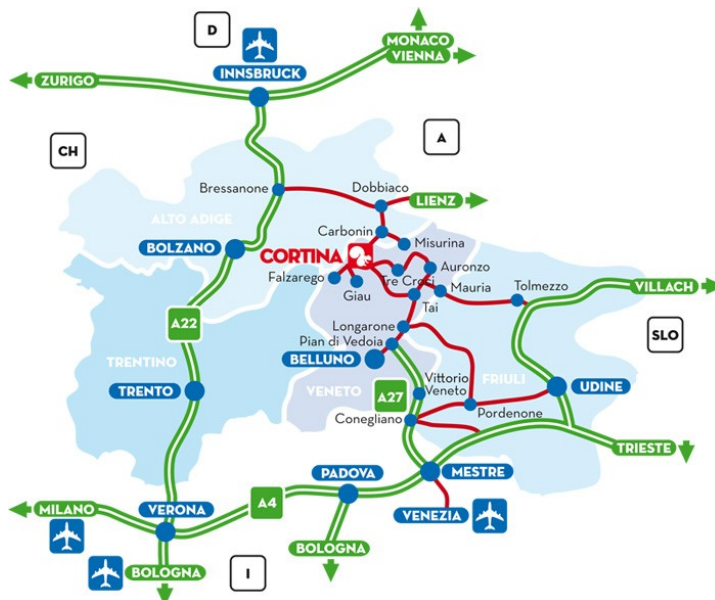 D
MONACO
VIENNA
INNSBRUCK
ZURIGO
CH
A
Bressanone
Dobbiaco
LIENZ
ALTO ADIGE
Carbonin
Misurina
BOLZANO
CORTINA
Auronzo
Falzarego
Tre Croci
Giau
Mauria
Tolmezzo
VILLACH
Tai
A22
Longarone
SLO
Pian di Vedoia
TRENTINO
BELLUNO
FRIULI
TRENTO
VENETO
Vittorio
Veneto
UDINE
A27
Conegliano
Pordenone
TRIESTE
PADOVA
MESTRE
MILANO
VERONA
A4
VENEZIA
BOLOGNA
BOLOGNA
I